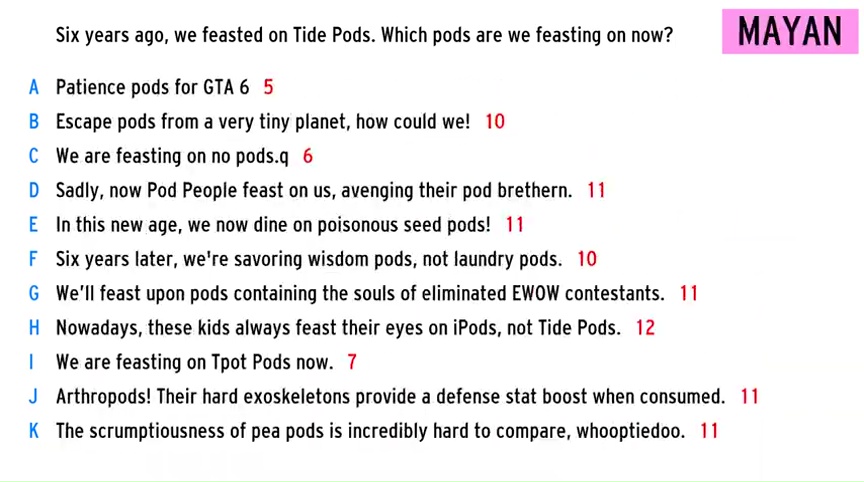 Six years ago, we feasted on Tide Pods. Which pods are we feasting on now?
MAYAN
A Patience pods for GTA 6 5
B Escape pods from a very tiny planet, how could we! 10
C We are feasting on no pods.q 6
D Sadly, now Pod People feast on us, avenging their pod brethern. 11
E In this new age, we now dine on poisonous seed pods! 11
F Six years later, we're savoring wisdom pods, not laundry pods. 10
G We'll feast upon pods containing the souls of eliminated EWOW contestants. 11
H Nowadays, these kids always feast their eyes on iPods, not Tide Pods. 12
I We are feasting on Tpot Pods now. 7
J Arthropods! Their hard exoskeletons provide a defense stat boost when consumed. 11
K The scrumptiousness of pea pods is incredibly hard to compare, whooptiedoo. 11